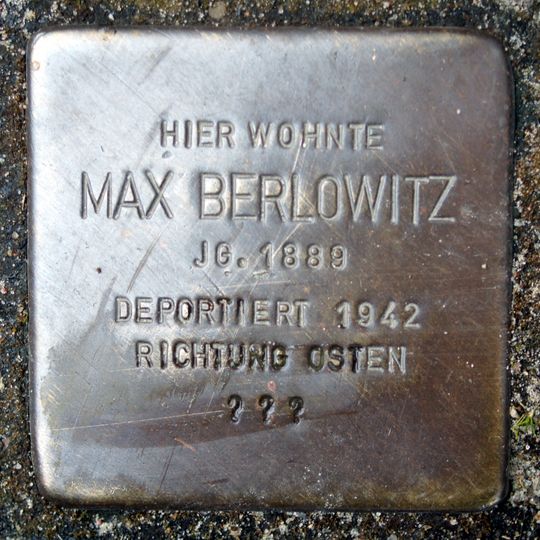 HIER WOHNTE
MAX BERLOWITZ
JG. 1889
DEPORTIERT 1942
RICHTUNG OSTEN
???